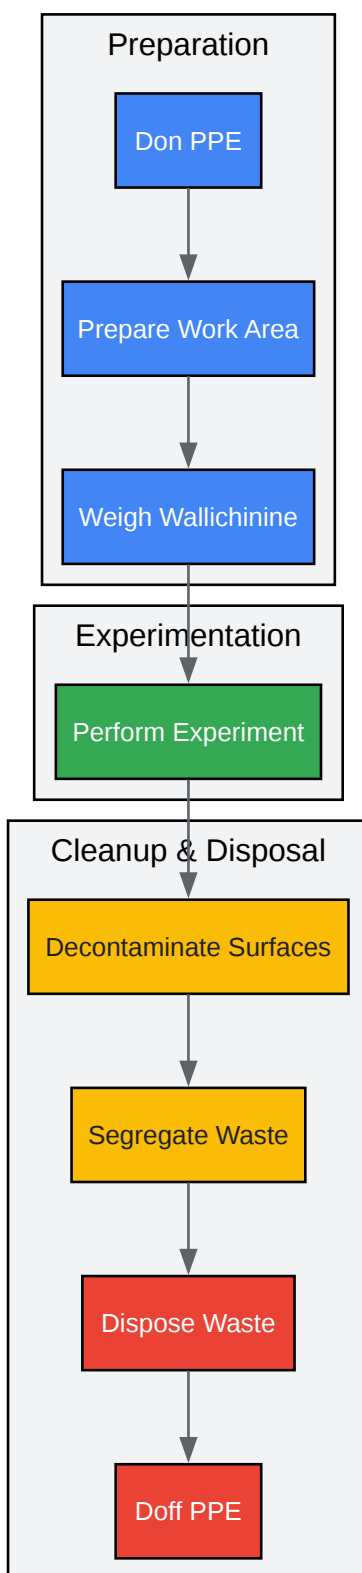 Preparation
Don PPE
Prepare Work Area
Weigh Wallichinine
Experimentation
Perform Experiment
Cleanup & Disposal
Decontaminate Surfaces
Segregate Waste
Dispose Waste
Doff PPE